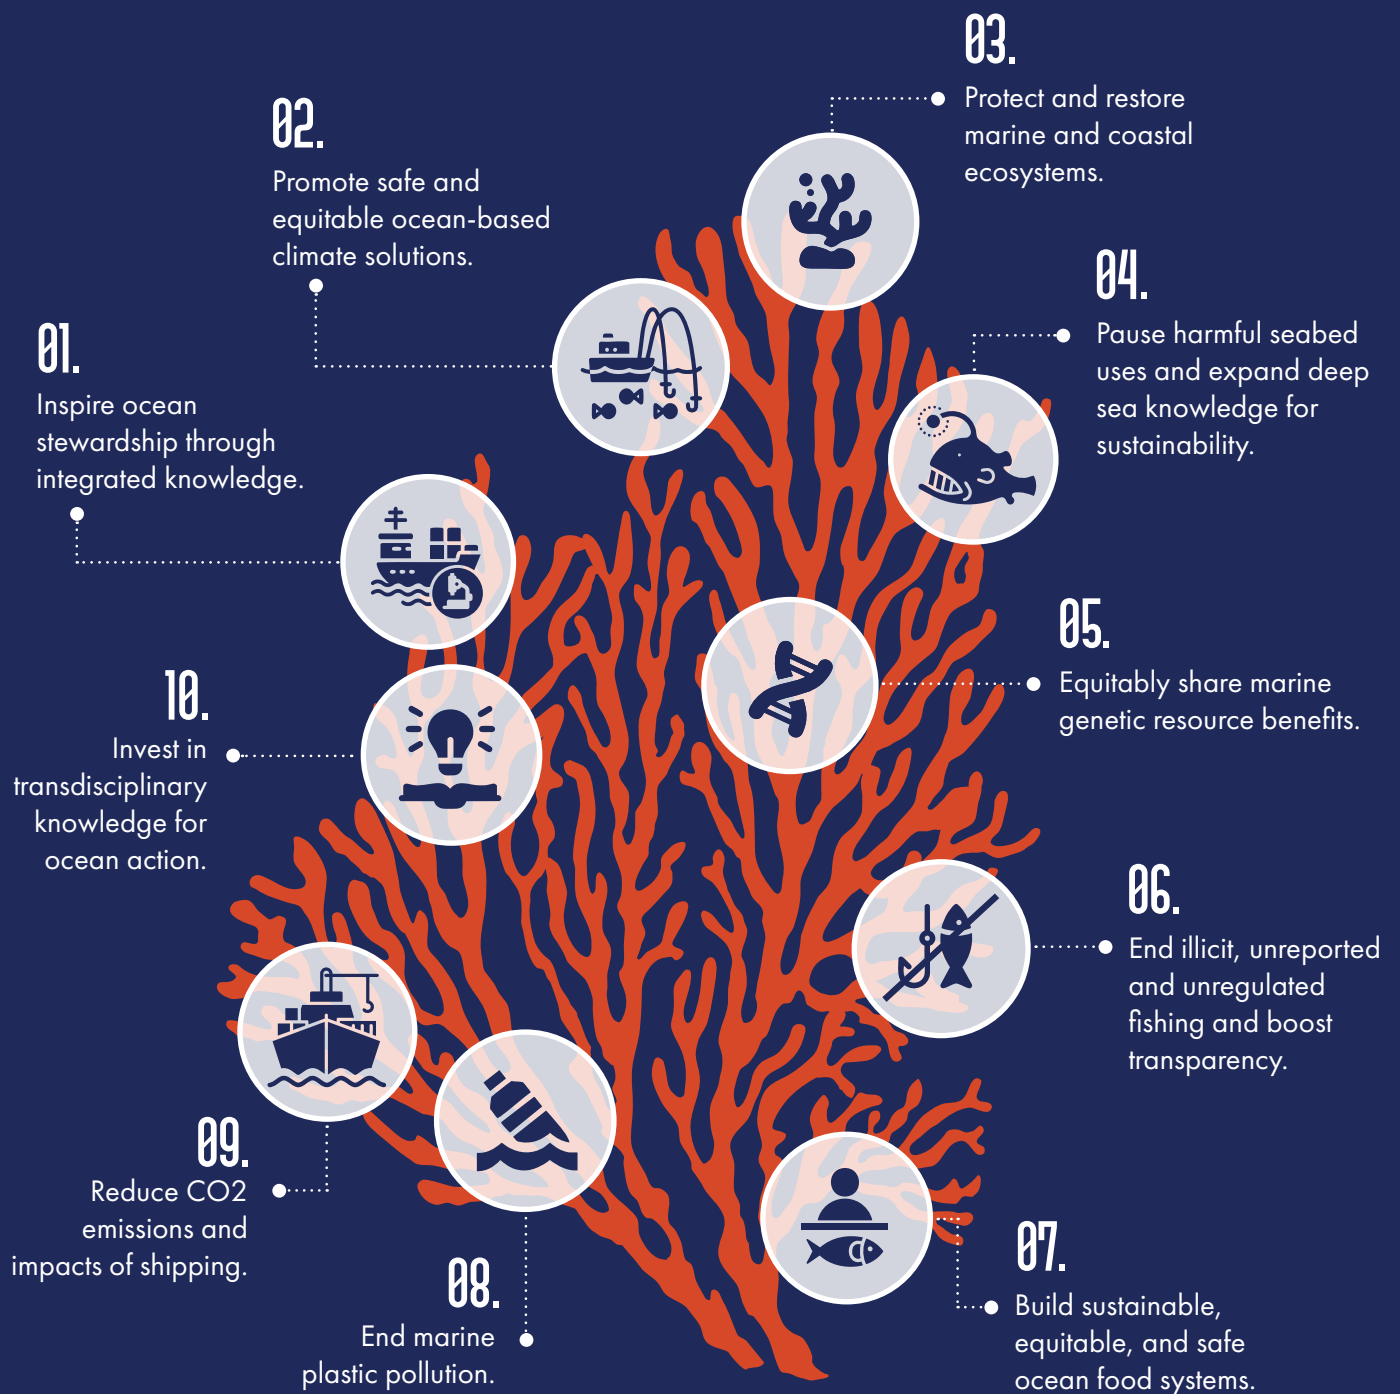 01.
Inspire ocean
stewardship through
integrated knowledge.
02.
Promote safe and
equitable ocean-based
climate solutions.
03.
Protect and restore
marine and coastal
ecosystems.
04.
Pause harmful seabed
uses and expand deep
sea knowledge for
sustainability.
05.
Equitably share marine
genetic resource benefits.
06.
End illicit, unreported
and unregulated
fishing and boost
transparency.
07.
Build sustainable,
equitable, and safe
ocean food systems.
08.
End marine
plastic pollution.
09.
Reduce CO2
emissions and
impacts of shipping.
10.
Invest in
transdisciplinary
knowledge for
ocean action.